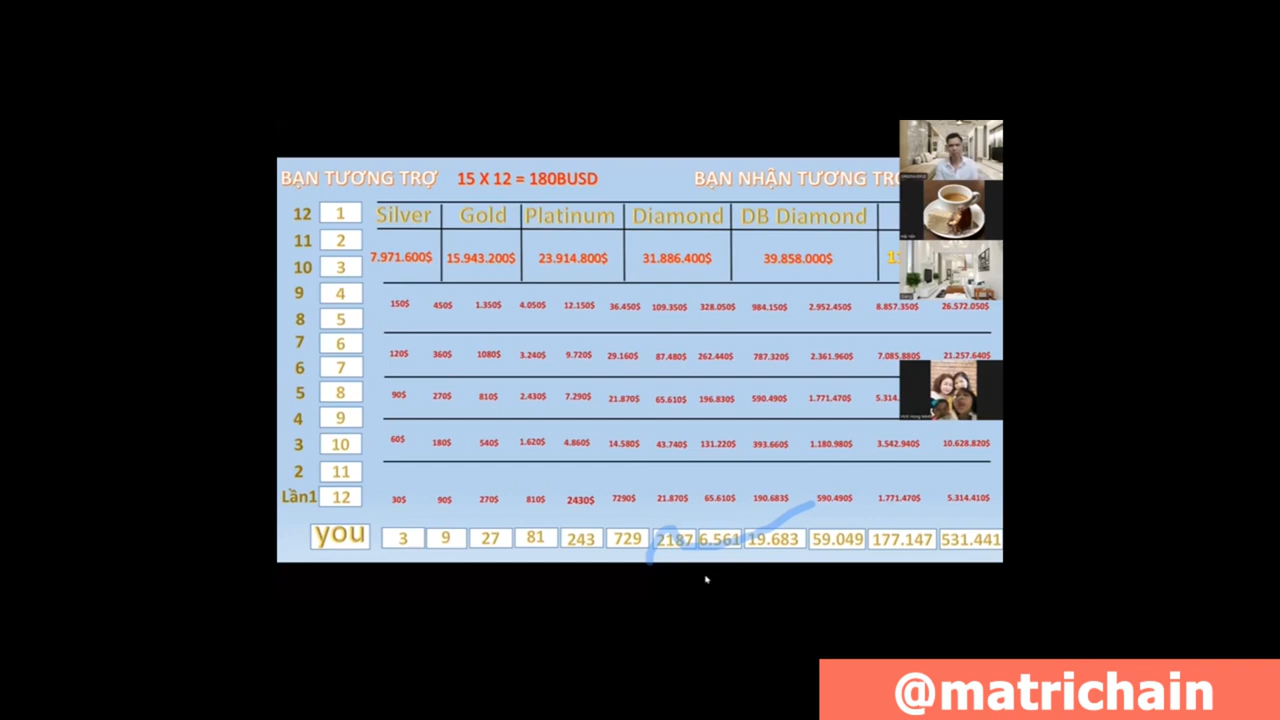 BẠN TƯƠNG TRỢ 15 X 12 = 180BUSD BẠN NHẬN TƯƠNG TRỢ
12 1 Silver Gold Platinum Diamond DB Diamond
11 2
7.971.600$ 15.943.200$ 23.914.800$ 31.886.400$ 39.858.000$
10 3
9 4
150$ 450$ 1.350$ 4.050$ 12.150$ 36.450$ 109.350$ 328.050$ 984.150$ 2.952.450$ 8.857.350$ 26.572.050$
8 5
7 6
120$ 360$ 1080$ 3.240$ 9.720$ 29.160$ 87.480$ 262.440$ 787.320$ 2.361.960$ 7.085.880$ 21.257.640$
6 7
5 8
90$ 270$ 810$ 2.430$ 7.290$ 21.870$ 65.610$ 196.830$ 590.490$ 1.771.470$ 5.314.
4 9
3 10
60$ 180$ 540$ 1.620$ 4.860$ 14.580$ 43.740$ 131.220$ 393.660$ 1.180.980$ 3.542.940$ 10.628.820$
2 11
Lần1 12
30$ 90$ 270$ 810$ 2430$ 7290$ 21.870$ 65.610$ 190.683$ 590.490$ 1.771.470$ 5.314.410$
you 3 9 27 81 243 729 2187 6.561 19.683 59.049 177.147 531.441
@matrichain